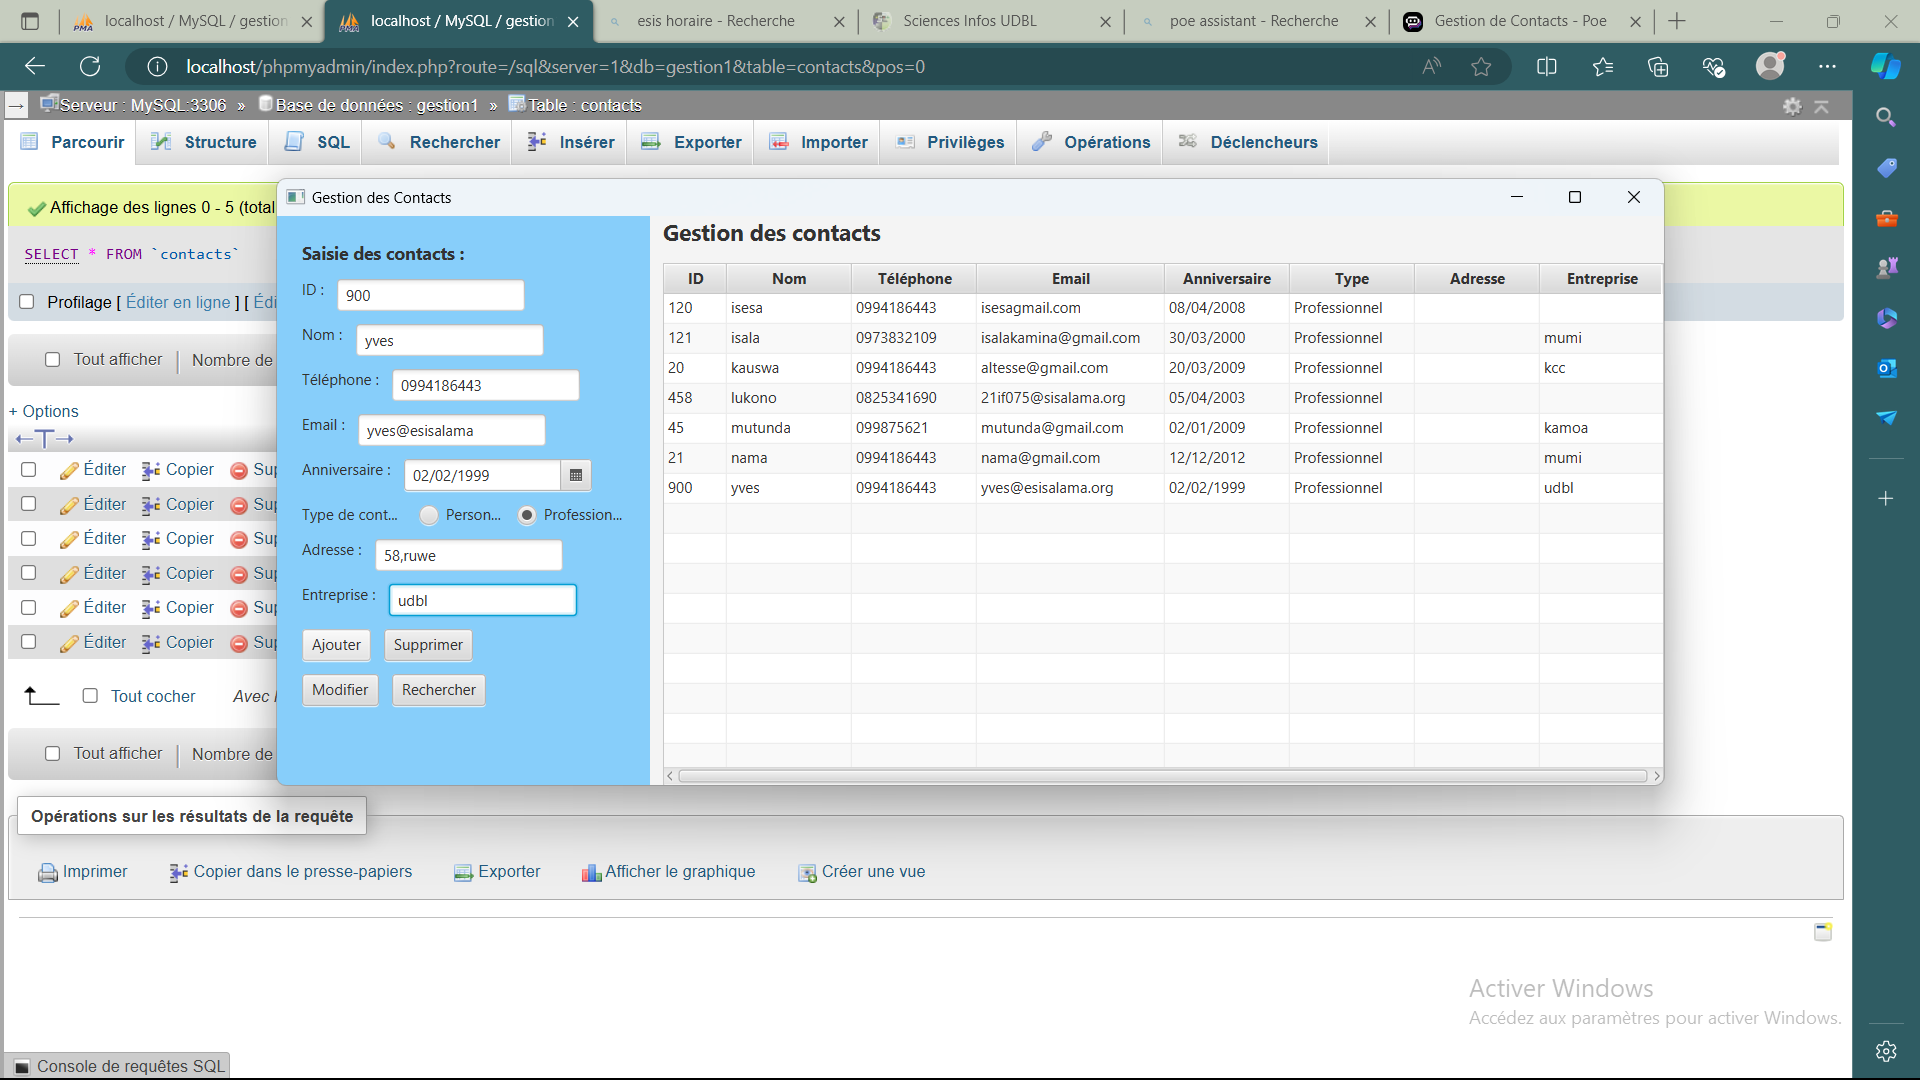 localhost / MySQL / gestion
localhost / MySQL / gestion
esis horaire - Recherche
Sciences Infos UDBL
poe assistant - Recherche
Gestion de Contacts - Poe
localhost/phpmyadmin/index.php?route=/sql&server=1&db=gestion1&table=contacts&pos=0
Serveur : MySQL:3306 » Base de données : gestion1 » Table : contacts
Parcourir Structure SQL Rechercher Insérer Exporter Importer Privilèges Opérations Déclencheurs
Affichage des lignes 0 - 5 (total
SELECT * FROM `contacts`
Profilage [ Éditer en ligne ] [ Édi
Tout afficher Nombre de
+ Options
Éditer Copier Sup
Éditer Copier Sup
Éditer Copier Sup
Éditer Copier Sup
Éditer Copier Sup
Éditer Copier Sup
Tout cocher Avec
Tout afficher Nombre de
Gestion des Contacts
Saisie des contacts :
ID : 900
Nom : yves
Téléphone : 0994186443
Email : yves@esisalama
Anniversaire : 02/02/1999
Type de cont... Person... Profession...
Adresse : 58,ruwe
Entreprise : udbl
Ajouter Supprimer
Modifier Rechercher
Gestion des contacts
ID Nom Téléphone Email Anniversaire Type Adresse Entreprise
120 isesa 0994186443 isesagmail.com 08/04/2008 Professionnel
121 isala 0973832109 isalakamina@gmail.com 30/03/2000 Professionnel mumi
20 kauswa 0994186443 altesse@gmail.com 20/03/2009 Professionnel kcc
458 lukono 0825341690 21if075@sisalama.org 05/04/2003 Professionnel
45 mutunda 099875621 mutunda@gmail.com 02/01/2009 Professionnel kamoa
21 nama 0994186443 nama@gmail.com 12/12/2012 Professionnel mumi
900 yves 0994186443 yves@esisalama.org 02/02/1999 Professionnel udbl
Opérations sur les résultats de la requête
Imprimer Copier dans le presse-papiers Exporter Afficher le graphique Créer une vue
Activer Windows
Accédez aux paramètres pour activer Windows.
Console de requêtes SQL